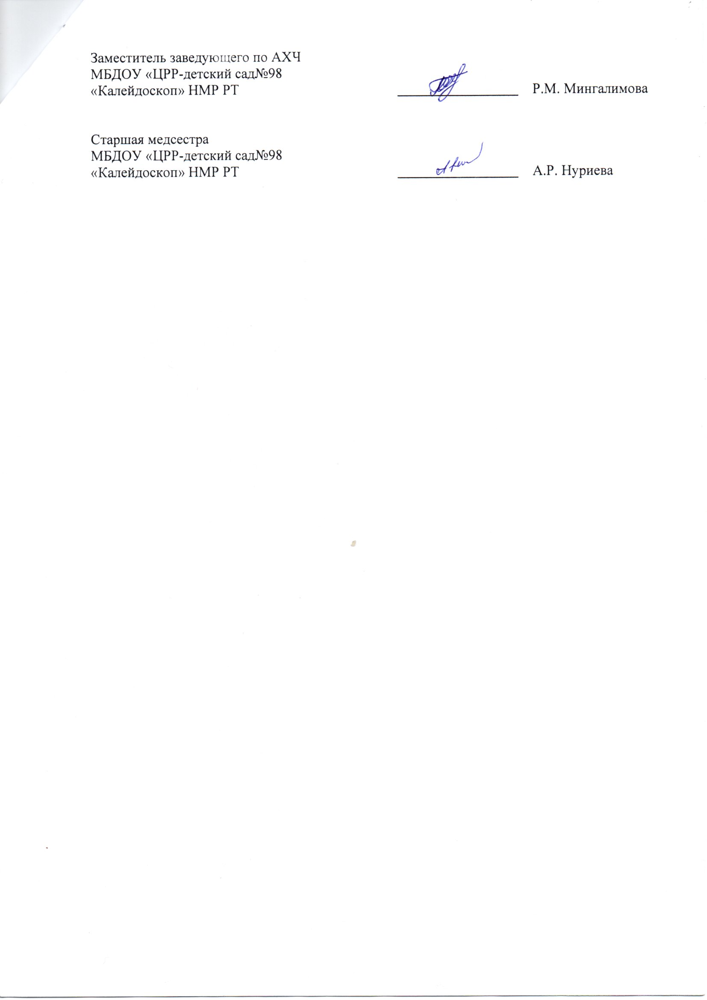 Заместитель заведующего по АХЧ
МБДОУ «ЦРР-детский сад№98
«Калейдоскоп» НМР РТ Р.М. Мингалимова
Старшая медсестра
МБДОУ «ЦРР-детский сад№98
«Калейдоскоп» НМР РТ А.Р. Нуриева